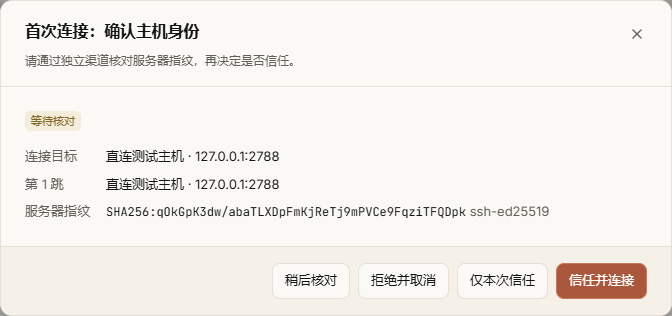 首次连接：确认主机身份
请通过独立渠道核对服务器指纹，再决定是否信任。
等待核对
连接目标 直连测试主机 · 127.0.0.1:2788
第 1 跳 直连测试主机 · 127.0.0.1:2788
服务器指纹 SHA256:qOkGpK3dw/abaTLXDpFmKjReTj9mPVCe9FqziTFQDpk ssh-ed25519
稍后核对 拒绝并取消 仅本次信任 信任并连接